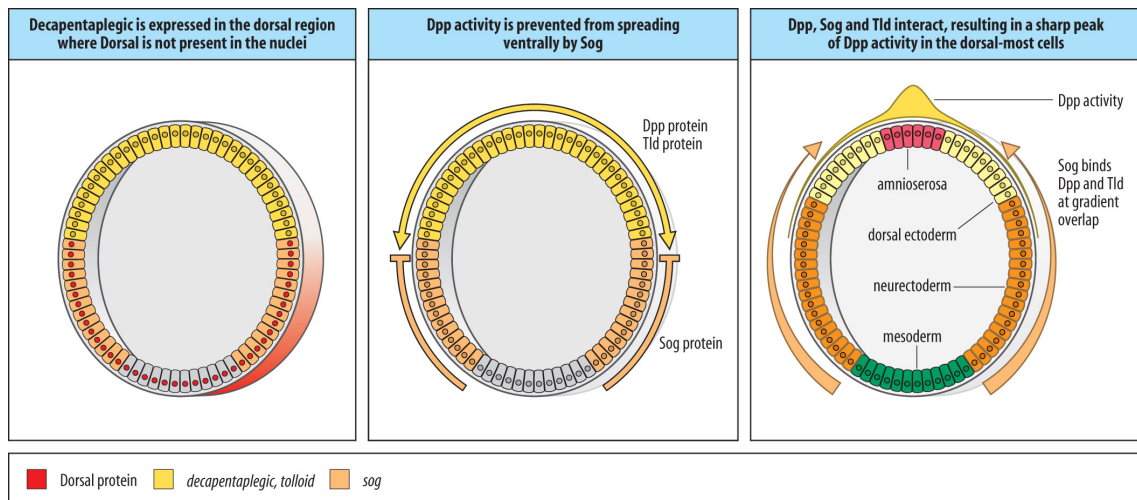 Decapentaplegic is expressed in the dorsal region
where Dorsal is not present in the nuclei
Dpp activity is prevented from spreading
ventrally by Sog
Dpp protein
Tld protein
Sog protein
Dpp, Sog and Tld interact, resulting in a sharp peak
of Dpp activity in the dorsal-most cells
Dpp activity
amnioserosa
Sog binds
Dpp and Tld
at gradient
overlap
dorsal ectoderm
neurectoderm
mesoderm
Dorsal protein
decapentaplegic, tolloid
sog